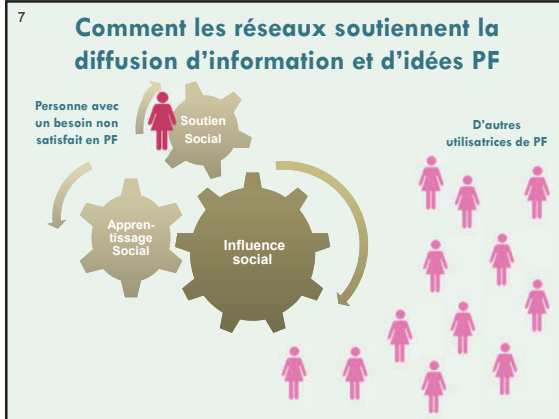 7
Comment les réseaux soutiennent la
diffusion d'information et d'idées PF
Personne avec
un besoin non
satisfait en PF
Soutien
Social
D'autres
utilisatrices de PF
Appren-
tissage
Social
Influence
social